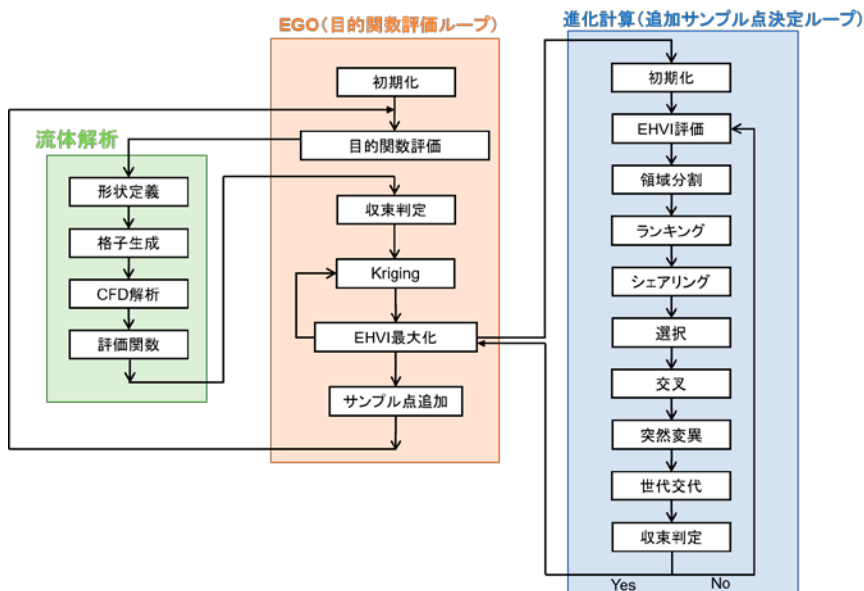 EGO(目的関数評価ループ)
初期化
目的関数評価
収束判定
Kriging
EHVI最大化
サンプル点追加
流体解析
形状定義
格子生成
CFD解析
評価関数
進化計算(追加サンプル点決定ループ)
初期化
EHVI評価
領域分割
ランキング
シェアリング
選択
交叉
突然変異
世代交代
収束判定
Yes
No